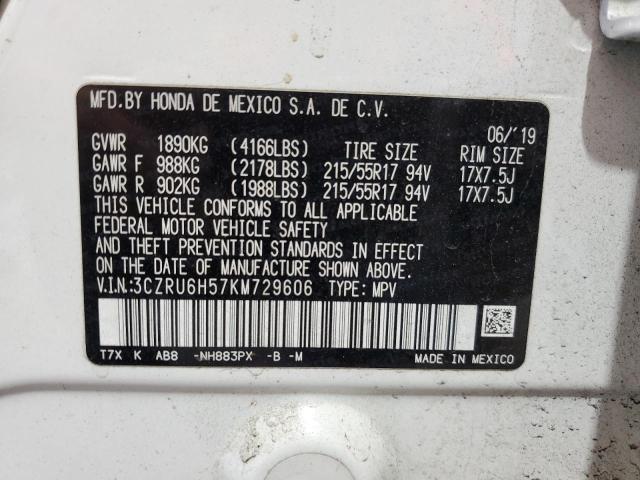 MFD.BY HONDA DE MEXICO S.A. DE C.V.
06/'19
GVWR 1890KG (4166LBS) TIRE SIZE RIM SIZE
GAWR F 988KG (2178LBS) 215/55R17 94V 17X7.5J
GAWR R 902KG (1988LBS) 215/55R17 94V 17X7.5J
THIS VEHICLE CONFORMS TO ALL APPLICABLE
FEDERAL MOTOR VEHICLE SAFETY
AND THEFT PREVENTION STANDARDS IN EFFECT
ON THE DATE OF MANUFACTURE SHOWN ABOVE.
V.I.N.:3CZRU6H57KM729606 TYPE: MPV
T7X K AB8 -NH883PX -B -M MADE IN MEXICO